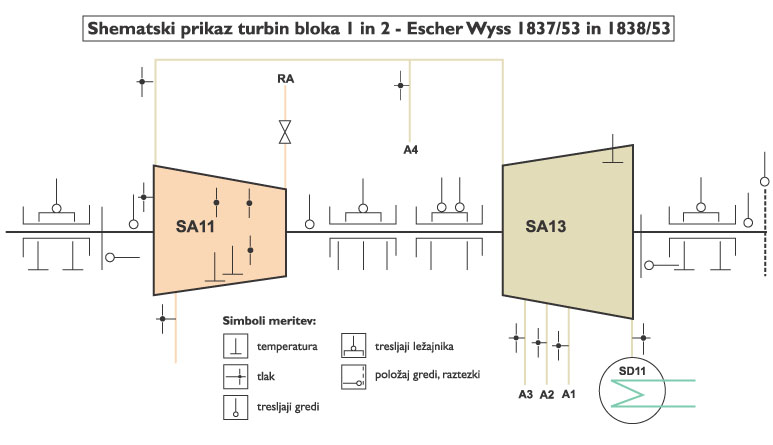 Shematski prikaz turbin bloka 1 in 2 - Escher Wyss 1837/53 in 1838/53
RA
A4
SA11
SA13
Simboli meritev:
temperatura
tlak
tresljaji gredi
tresljaji ležajnika
položaj gredi, raztezki
A3 A2 A1
SD11